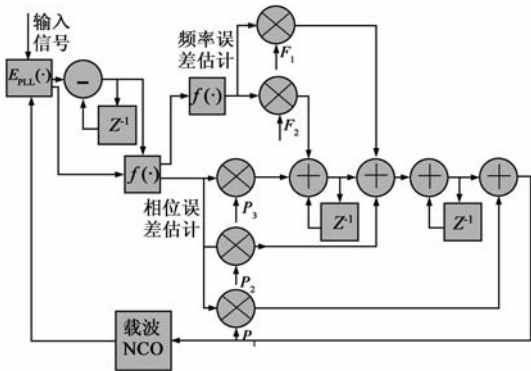 输入
信号
E_PLL(·)
−
Z⁻¹
f(·)
频率误
差估计
f(·)
F₁
F₂
相位误
差估计
P₃
P₂
P₁
Z⁻¹
Z⁻¹
载波
NCO